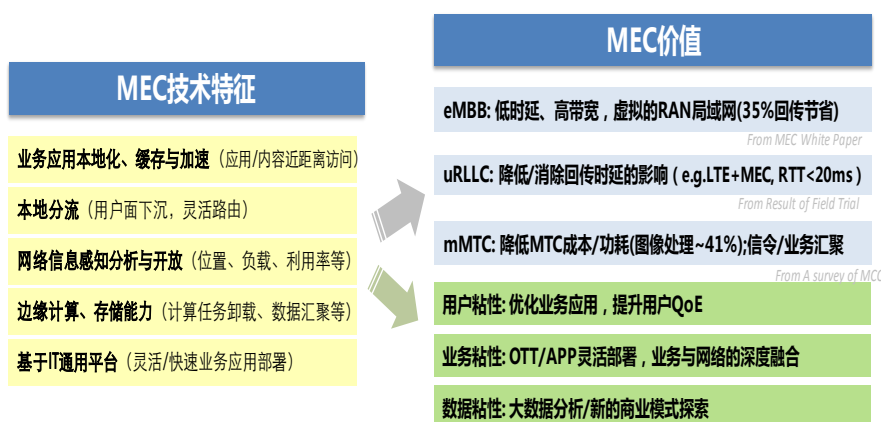 MEC技术特征
业务应用本地化、缓存与加速（应用/内容近距离访问）
本地分流（用户面下沉，灵活路由）
网络信息感知分析与开放（位置、负载、利用率等）
边缘计算、存储能力（计算任务卸载、数据汇聚等）
基于IT通用平台（灵活/快速业务应用部署）
MEC价值
eMBB: 低时延、高带宽，虚拟的RAN局域网(35%回传节省)
From MEC White Paper
uRLLC: 降低/消除回传时延的影响（e.g.LTE+MEC, RTT<20ms）
From Result of Field Trial
mMTC: 降低MTC成本/功耗(图像处理~41%);信令/业务汇聚
From A survey of MCC
用户粘性: 优化业务应用，提升用户QoE
业务粘性: OTT/APP灵活部署，业务与网络的深度融合
数据粘性: 大数据分析/新的商业模式探索